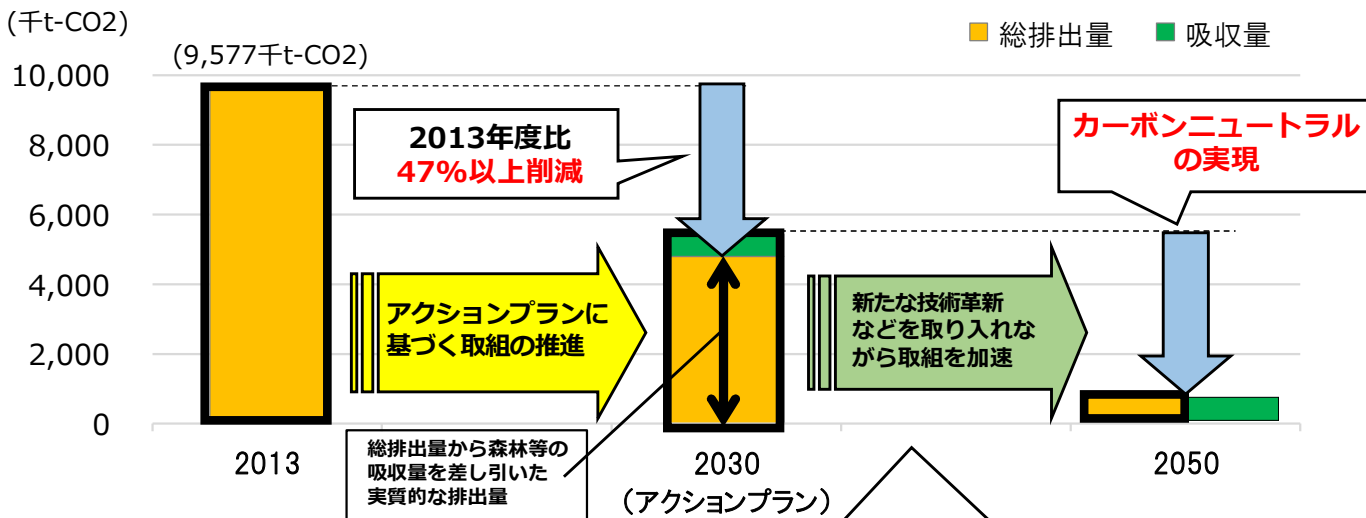 (千t-CO2)
(9,577千t-CO2)
総排出量
吸収量
10,000
8,000
6,000
4,000
2,000
0
2013年度比
47%以上削減
カーボンニュートラル
の実現
アクションプランに
基づく取組の推進
新たな技術革新
などを取り入れな
がら取組を加速
2013
総排出量から森林等の
吸収量を差し引いた
実質的な排出量
2030
（アクションプラン）
2050